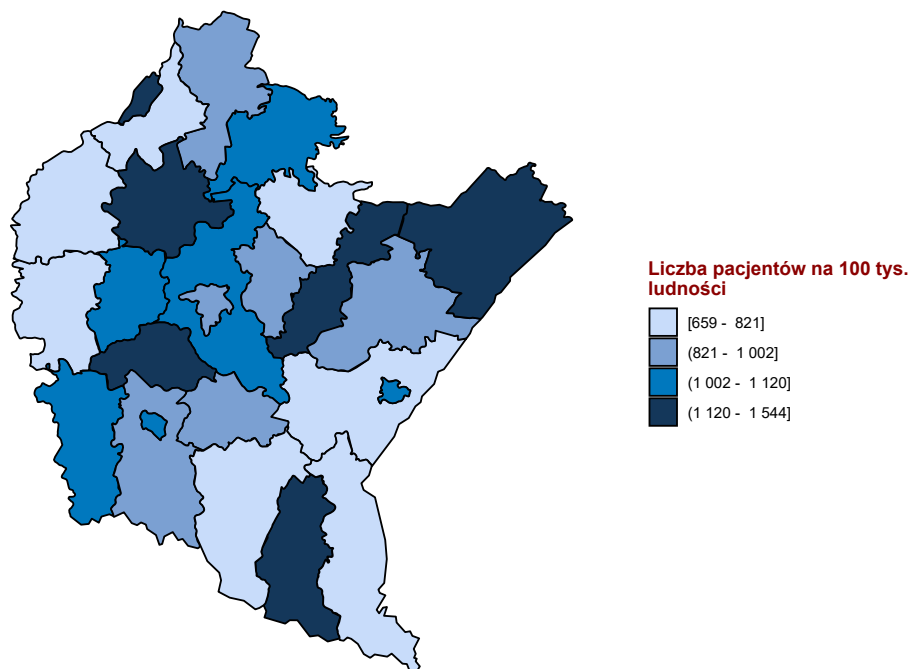 Liczba pacjentów na 100 tys.
ludności
[659 - 821]
(821 - 1 002]
(1 002 - 1 120]
(1 120 - 1 544]